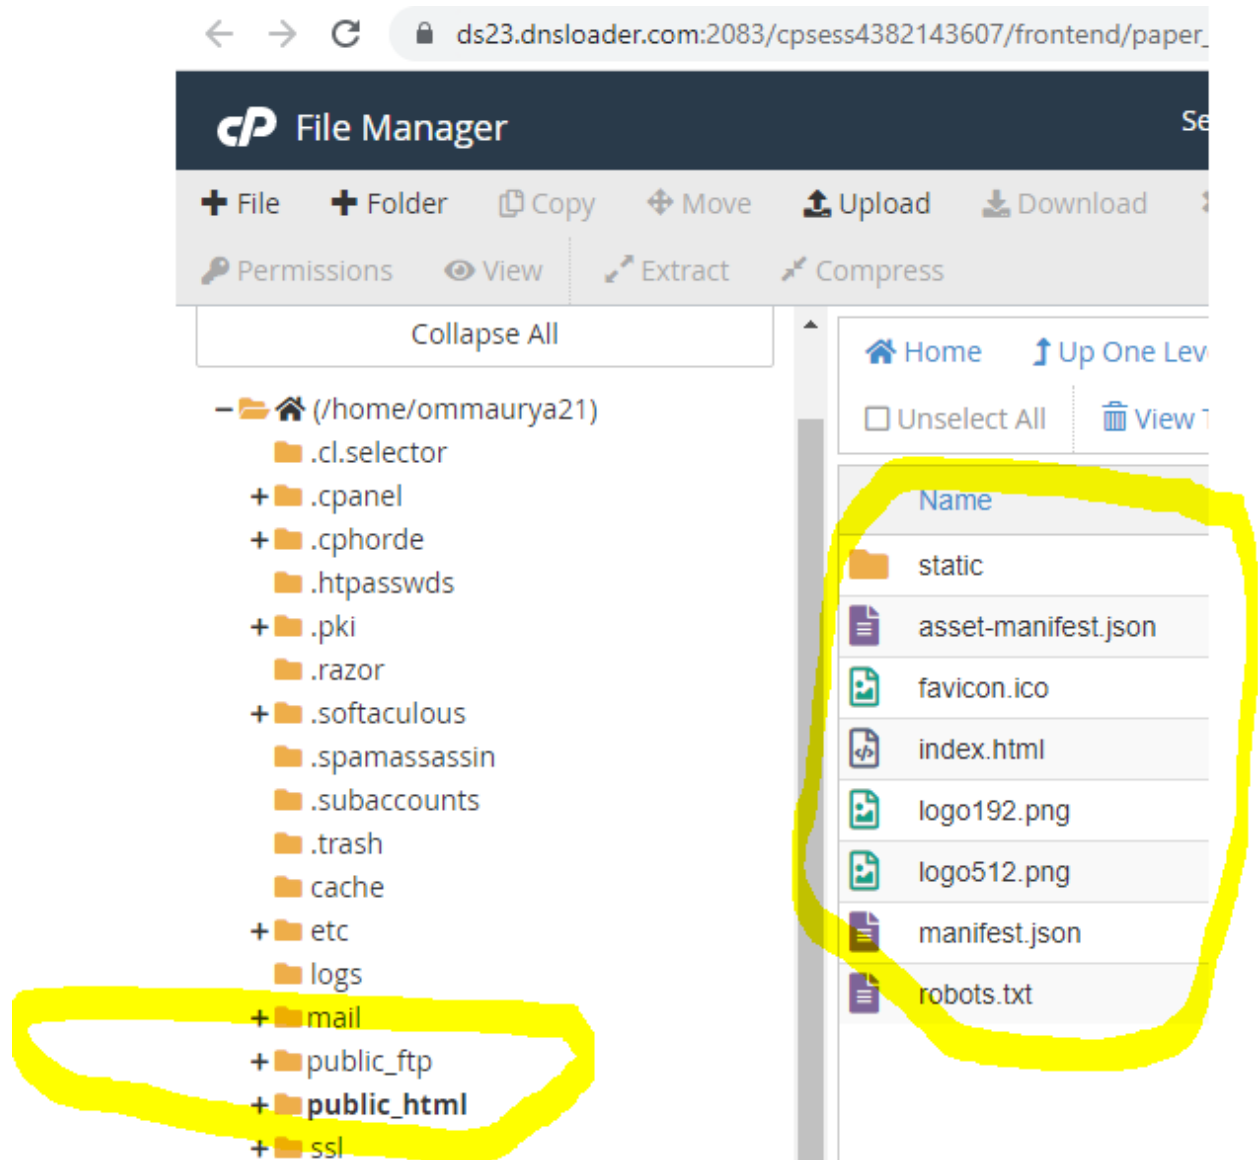 ds23.dnsloader.com:2083/cpsess4382143607/frontend/paper_
cP File Manager
Se
File Folder Copy Move Upload Download
Permissions View Extract Compress
Collapse All
(/home/ommaurya21)
.cl.selector
.cpanel
.cphorde
.htpasswds
.pki
.razor
.softaculous
.spamassassin
.subaccounts
.trash
cache
etc
logs
mail
public_ftp
public_html
ssl
Home Up One Lev
Unselect All View T
Name
static
asset-manifest.json
favicon.ico
index.html
logo192.png
logo512.png
manifest.json
robots.txt